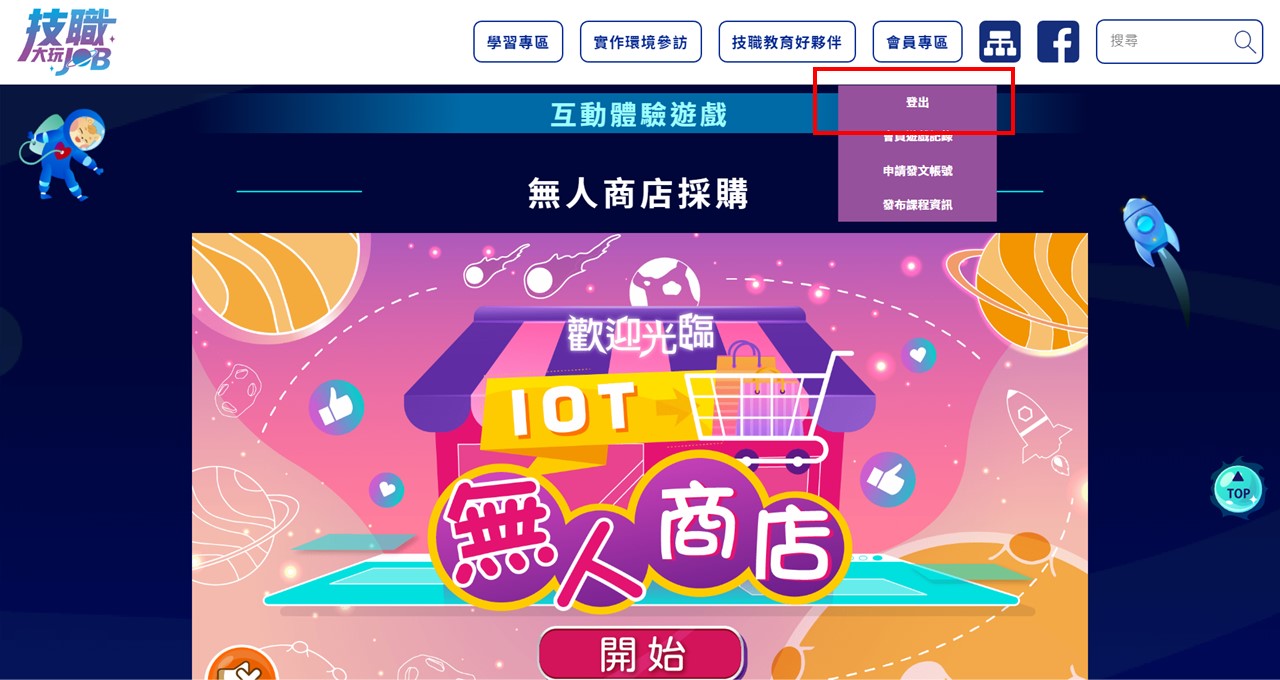 技職
大玩JOB
學習專區
實作環境參訪
技職教育好夥伴
會員專區
搜尋
登出
會員遊戲記錄
申請發文帳號
發布課程資訊
互動體驗遊戲
無人商店採購
歡迎光臨
IOT
無人商店
開始
TOP